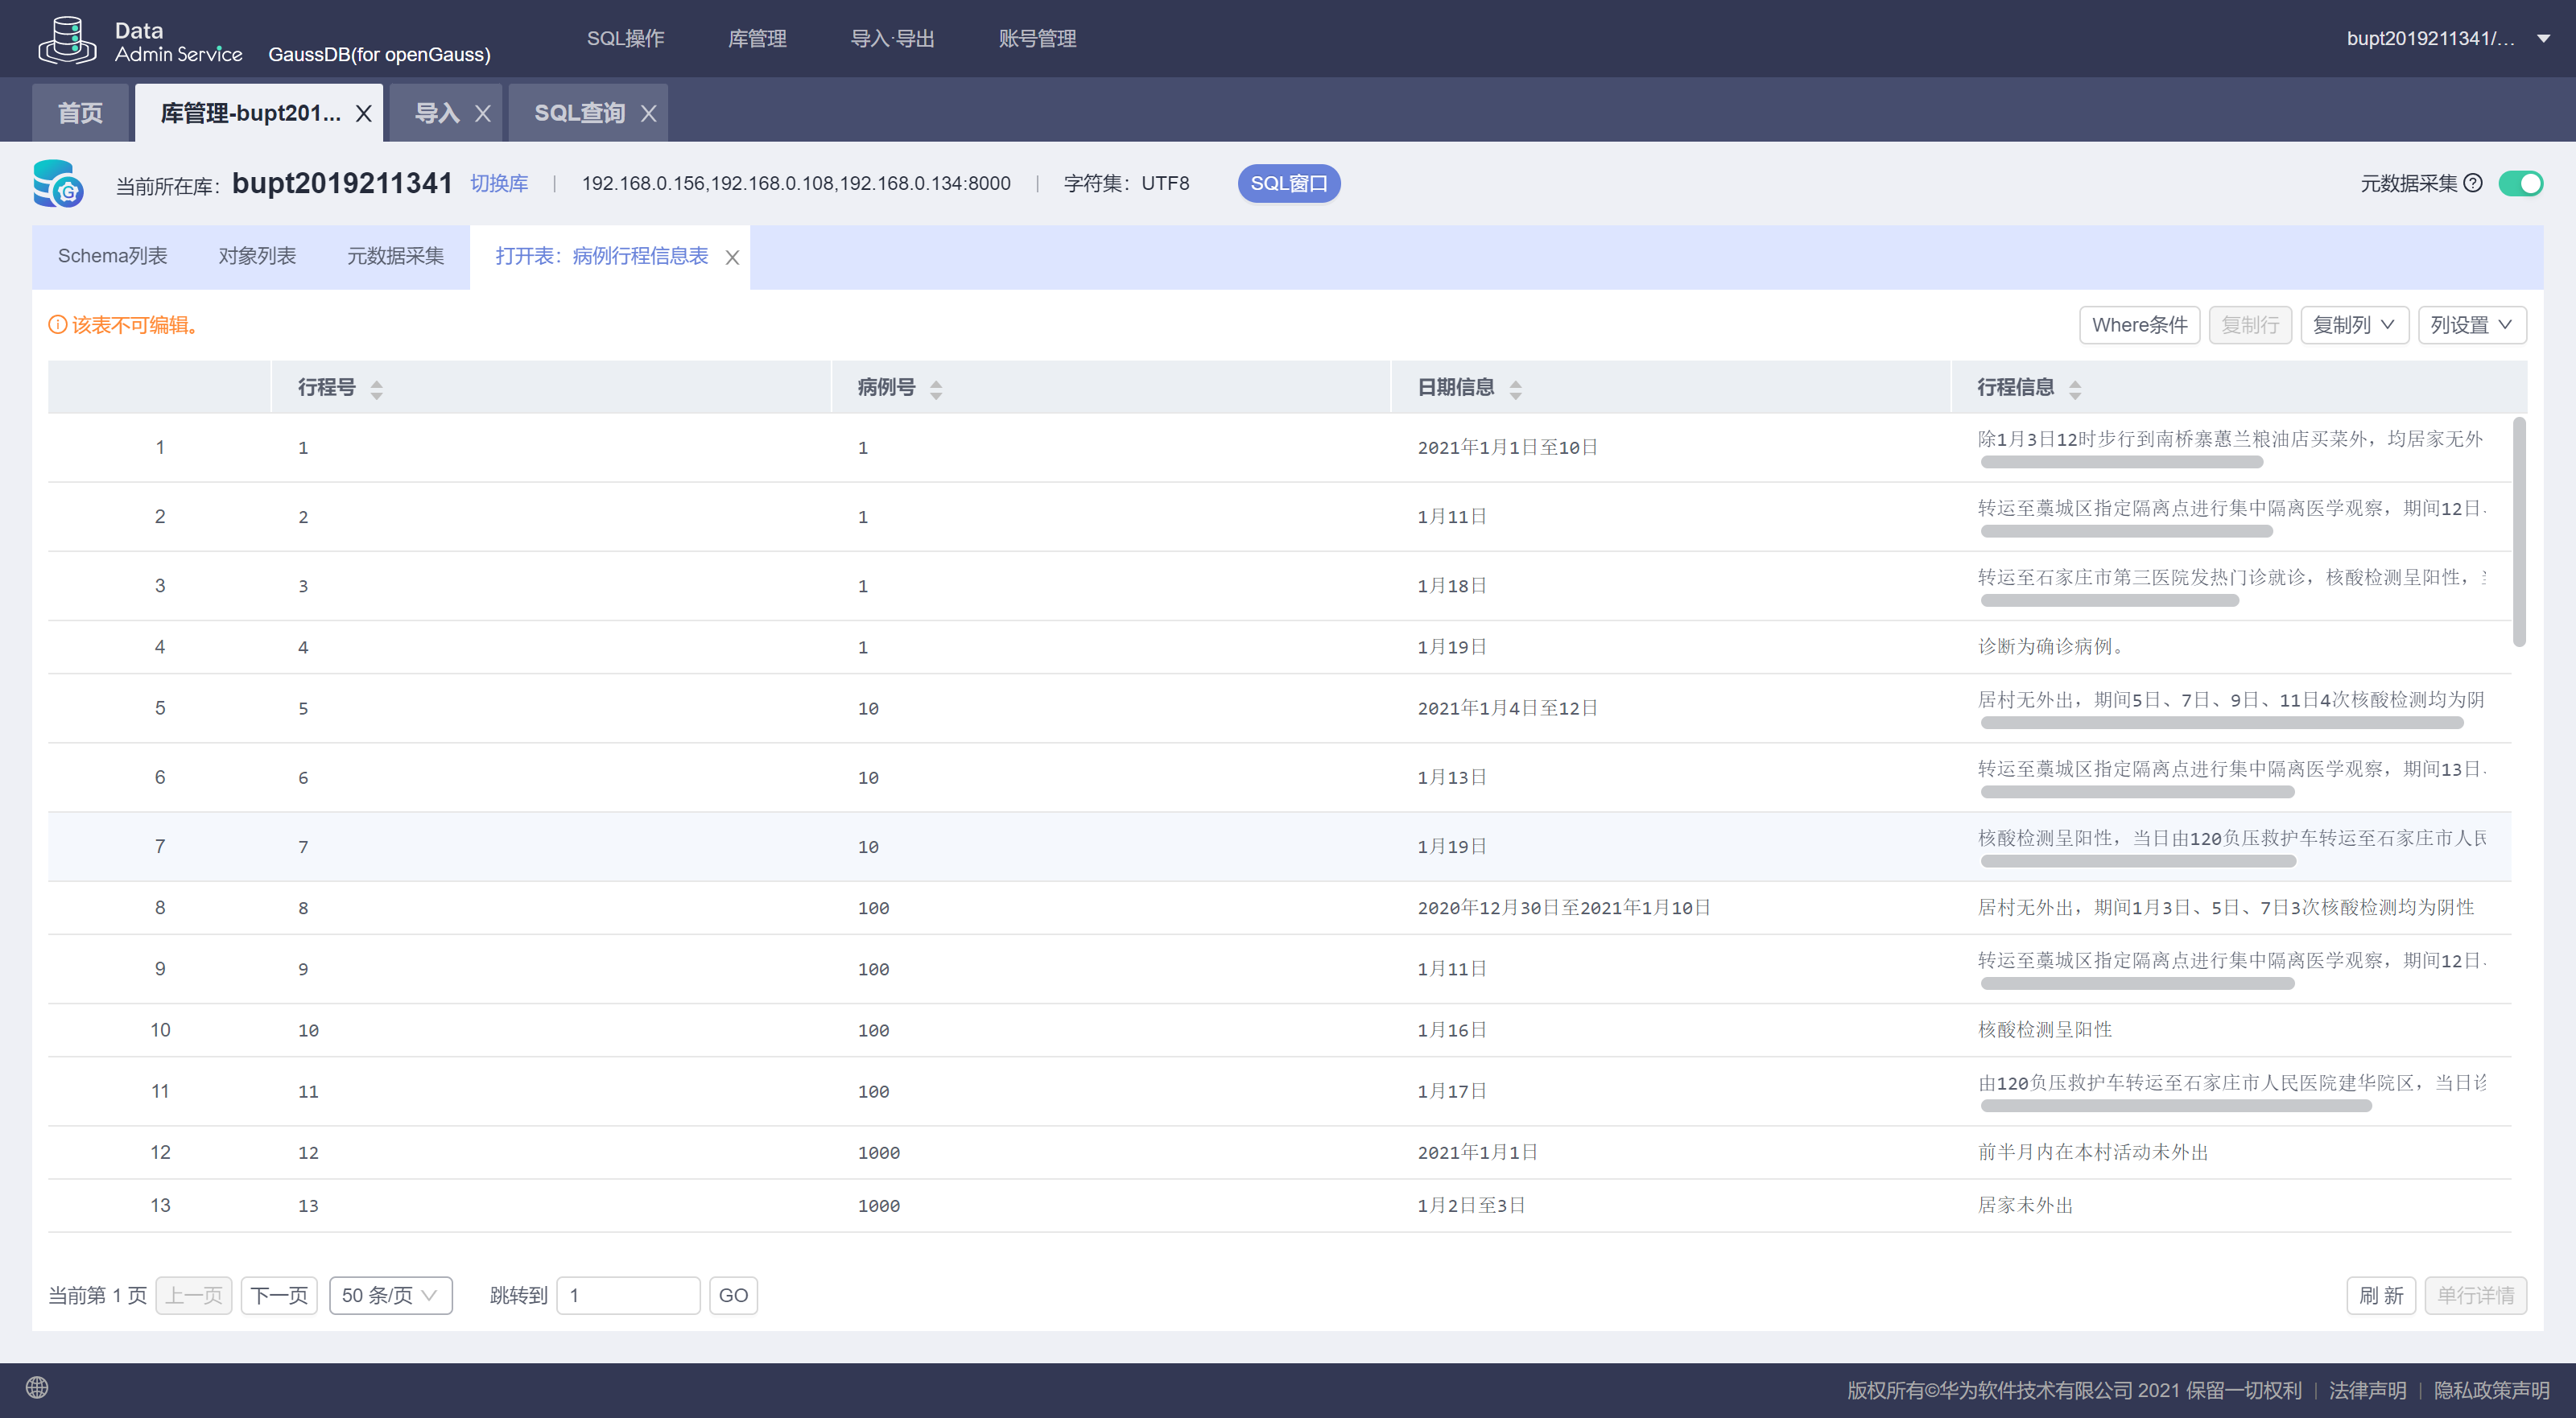 Data
Admin Service GaussDB(for openGauss) SQL操作 库管理 导入·导出 账号管理 bupt2019211341/...
首页 库管理-bupt201... 导入 SQL查询
当前所在库： bupt2019211341 切换库 192.168.0.156,192.168.0.108,192.168.0.134:8000 字符集：UTF8 SQL窗口 元数据采集
Schema列表 对象列表 元数据采集 打开表：病例行程信息表
该表不可编辑。 Where条件 复制行 复制列 列设置
行程号 病例号 日期信息 行程信息
1 1 1 2021年1月1日至10日 除1月3日12时步行到南桥寨蕙兰粮油店买菜外，均居家无外
2 2 1 1月11日 转运至藁城区指定隔离点进行集中隔离医学观察，期间12日
3 3 1 1月18日 转运至石家庄市第三医院发热门诊就诊，核酸检测呈阳性，
4 4 1 1月19日 诊断为确诊病例。
5 5 10 2021年1月4日至12日 居村无外出，期间5日、7日、9日、11日4次核酸检测均为阴
6 6 10 1月13日 转运至藁城区指定隔离点进行集中隔离医学观察，期间13日
7 7 10 1月19日 核酸检测呈阳性，当日由120负压救护车转运至石家庄市人民
8 8 100 2020年12月30日至2021年1月10日 居村无外出，期间1月3日、5日、7日3次核酸检测均为阴性
9 9 100 1月11日 转运至藁城区指定隔离点进行集中隔离医学观察，期间12日
10 10 100 1月16日 核酸检测呈阳性
11 11 100 1月17日 由120负压救护车转运至石家庄市人民医院建华院区，当日诊
12 12 1000 2021年1月1日 前半月内在本村活动未外出
13 13 1000 1月2日至3日 居家未外出
当前第 1 页 上一页 下一页 50 条/页 跳转到 1 GO 刷 新 单行详情
版权所有©华为软件技术有限公司 2021 保留一切权利 | 法律声明 | 隐私政策声明